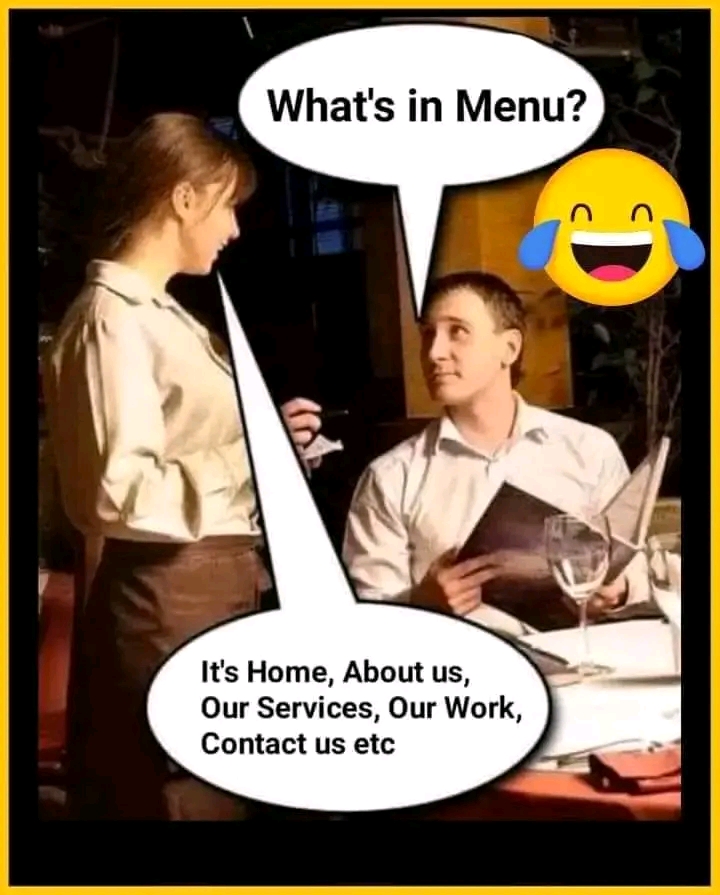 What's in Menu?
It's Home, About us,
Our Services, Our Work,
Contact us etc